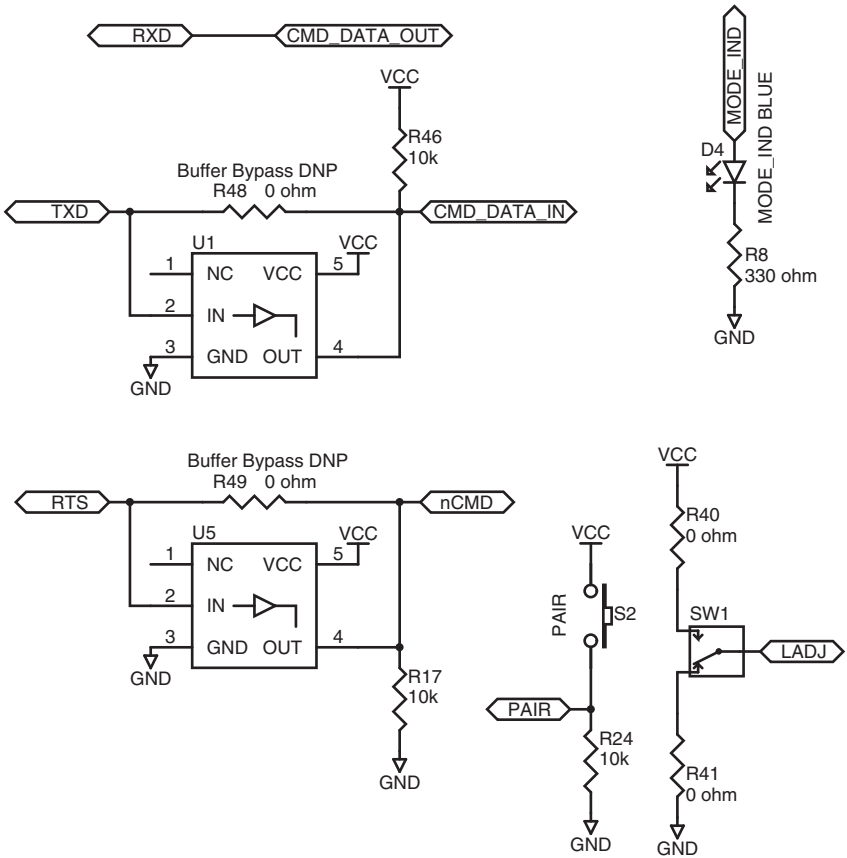 RXD
CMD_DATA_OUT
VCC
R46
10k
Buffer Bypass DNP
R48 0 ohm
TXD
CMD_DATA_IN
U1
VCC
1 NC VCC 5
2 IN
3 GND OUT 4
GND
MODE_IND
D4
MODE_IND BLUE
R8
330 ohm
GND
Buffer Bypass DNP
R49 0 ohm
RTS
nCMD
U5
VCC
1 NC VCC 5
2 IN
3 GND OUT 4
GND
R17
10k
GND
VCC
PAIR
S2
PAIR
R24
10k
GND
VCC
R40
0 ohm
SW1
LADJ
R41
0 ohm
GND